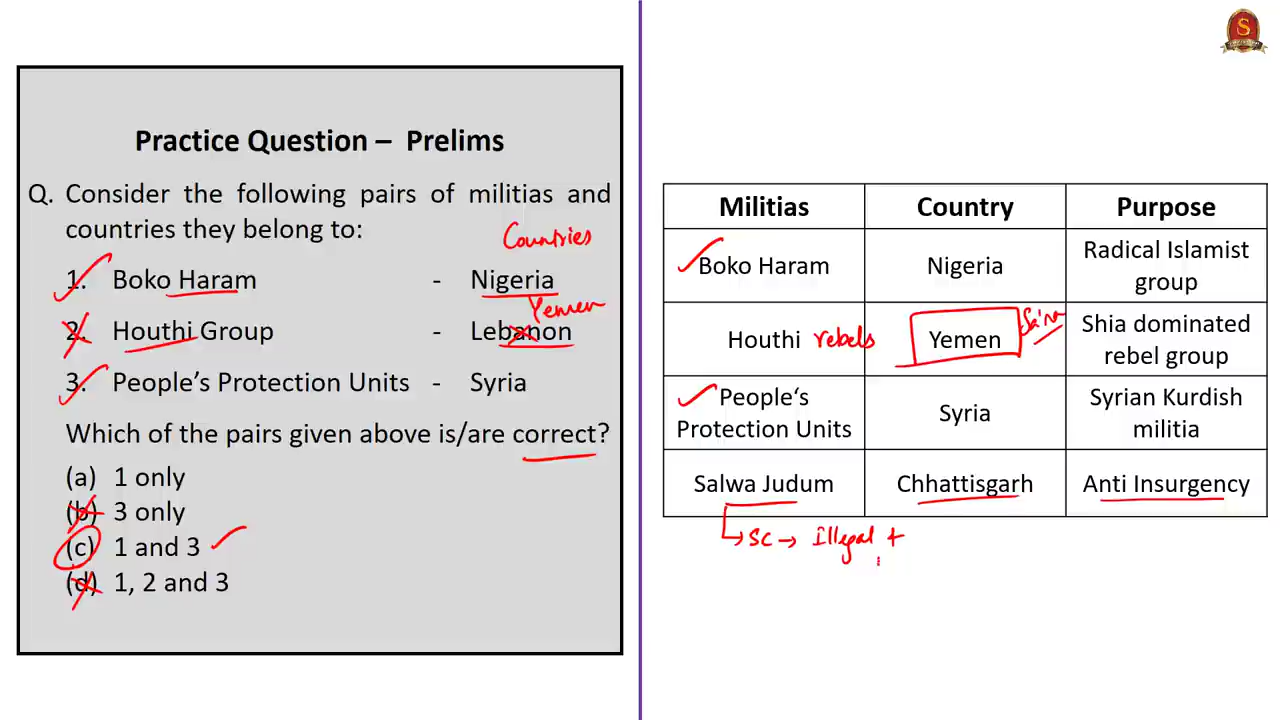 S
Practice Question – Prelims
Q. Consider the following pairs of militias and
countries they belong to:
Countries
1. Boko Haram - Nigeria
Yemen
2. Houthi Group - Lebanon
3. People's Protection Units - Syria
Which of the pairs given above is/are correct?
(a) 1 only
(b) 3 only
(c) 1 and 3
(d) 1, 2 and 3
Militias Country Purpose
Boko Haram Nigeria Radical Islamist
group
Houthi rebels Yemen Sa'na Shia dominated
rebel group
People‘s
Protection Units Syria Syrian Kurdish
militia
Salwa Judum Chhattisgarh Anti Insurgency
↳ SC → Illegal +